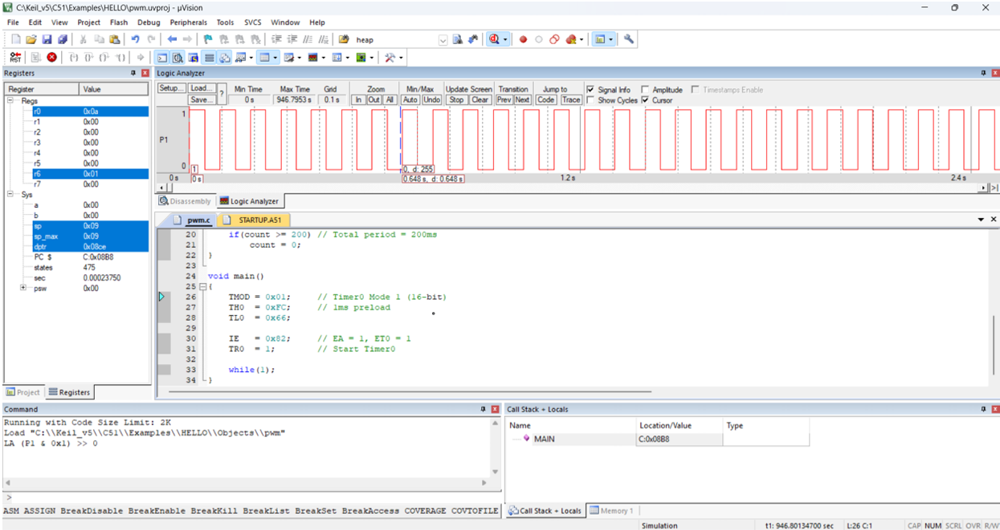 C:\Keil_v5\C51\Examples\HELLO\pwm.uvproj - µVision
File Edit View Project Flash Debug Peripherals Tools SVCS Window Help
heap
RST
Registers
Register Value
Regs
r0 0x0a
r1 0x00
r2 0x00
r3 0x00
r4 0x00
r5 0x00
r6 0x01
r7 0x00
Sys
a 0x00
b 0x00
sp 0x09
sp_max 0x09
dptr 0x08ce
PC $ C:0x08B8
states 475
sec 0.00023750
psw 0x00
Project Registers
Logic Analyzer
Setup... Load... ? Min Time Max Time Grid Zoom Min/Max Update Screen Transition Jump to Signal Info Amplitude Timestamps Enable
Save... 0 s 946.7953 s 0.1 s In Out All Auto Undo Stop Clear Prev Next Code Trace Show Cycles Cursor
1
P1
0 1 0, d: 255
0 s 0 s 0.648 s, d: 0.648 s 1.2 s 2.4 s
Disassembly Logic Analyzer
pwm.c STARTUP.A51
20 if(count >= 200) // Total period = 200ms
21 count = 0;
22 }
23
24 void main()
25 {
26 TMOD = 0x01; // Timer0 Mode 1 (16-bit)
27 TH0 = 0xFC; // 1ms preload
28 TL0 = 0x66;
29
30 IE = 0x82; // EA = 1, ET0 = 1
31 TR0 = 1; // Start Timer0
32
33 while(1);
34 }
Command
Running with Code Size Limit: 2K
Load "C:\\Keil_v5\\C51\\Examples\\HELLO\\Objects\\pwm"
LA (P1 & 0x1) >> 0
>
ASM ASSIGN BreakDisable BreakEnable BreakKill BreakList BreakSet BreakAccess COVERAGE COVTOFILE
Call Stack + Locals
Name Location/Value Type
MAIN C:0x08B8
Call Stack + Locals Memory 1
Simulation t1: 946.80134700 sec L:26 C:1 CAP NUM SCRL OVR R/W